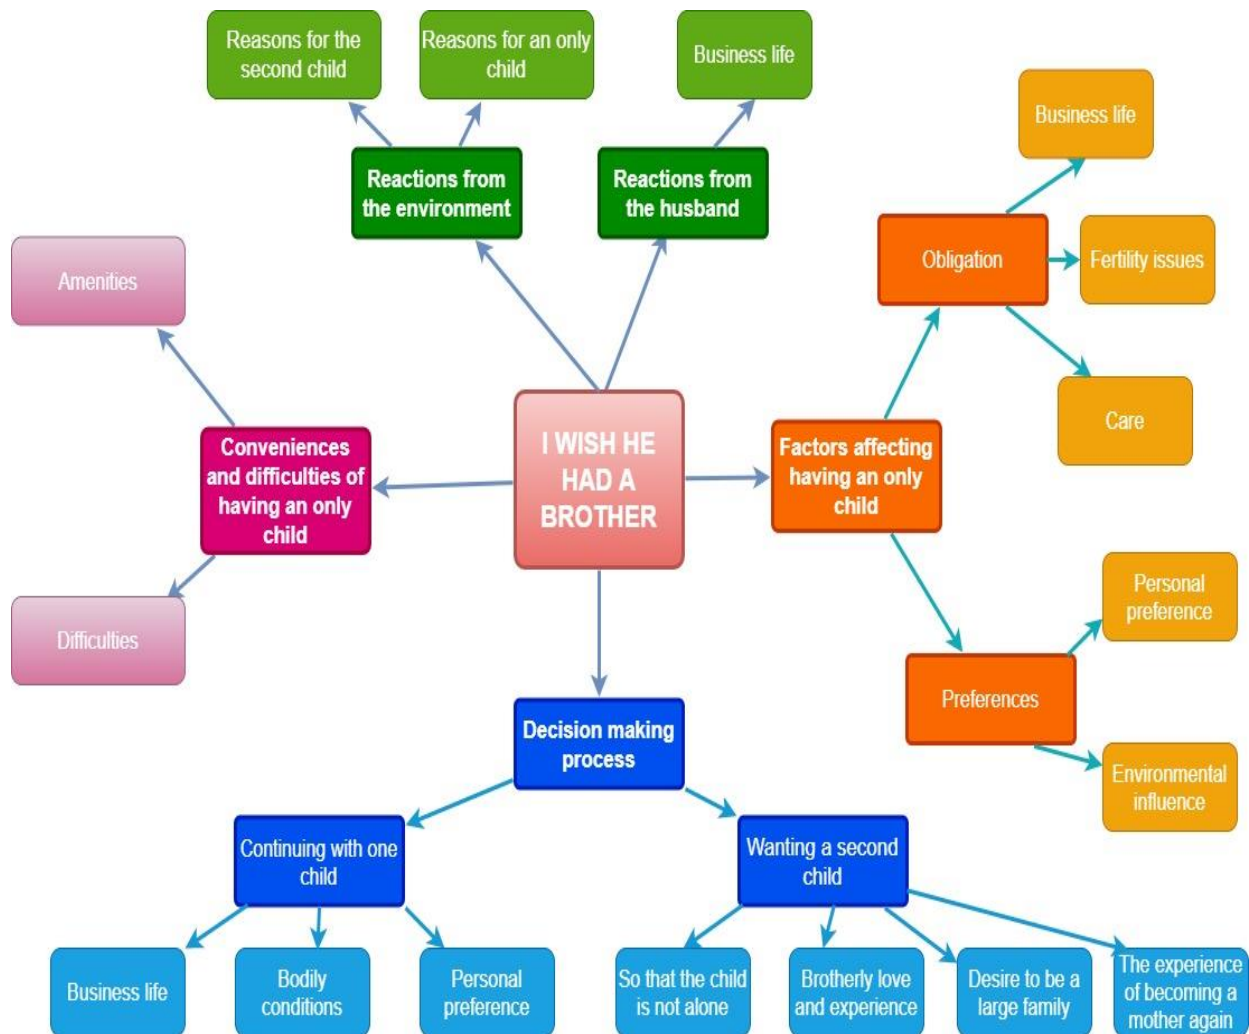 Reasons for the
second child
Reasons for an only
child
Business life
Business life
Reactions from
the environment
Reactions from
the husband
Obligation
Fertility issues
Amenities
Care
I WISH HE
HAD A
BROTHER
Conveniences
and difficulties of
having an only
child
Factors affecting
having an only
child
Personal
preference
Difficulties
Preferences
Decision making
process
Environmental
influence
Continuing with one
child
Wanting a second
child
Business life
Bodily
conditions
Personal
preference
So that the child
is not alone
Brotherly love
and experience
Desire to be a
large family
The experience
of becoming a
mother again